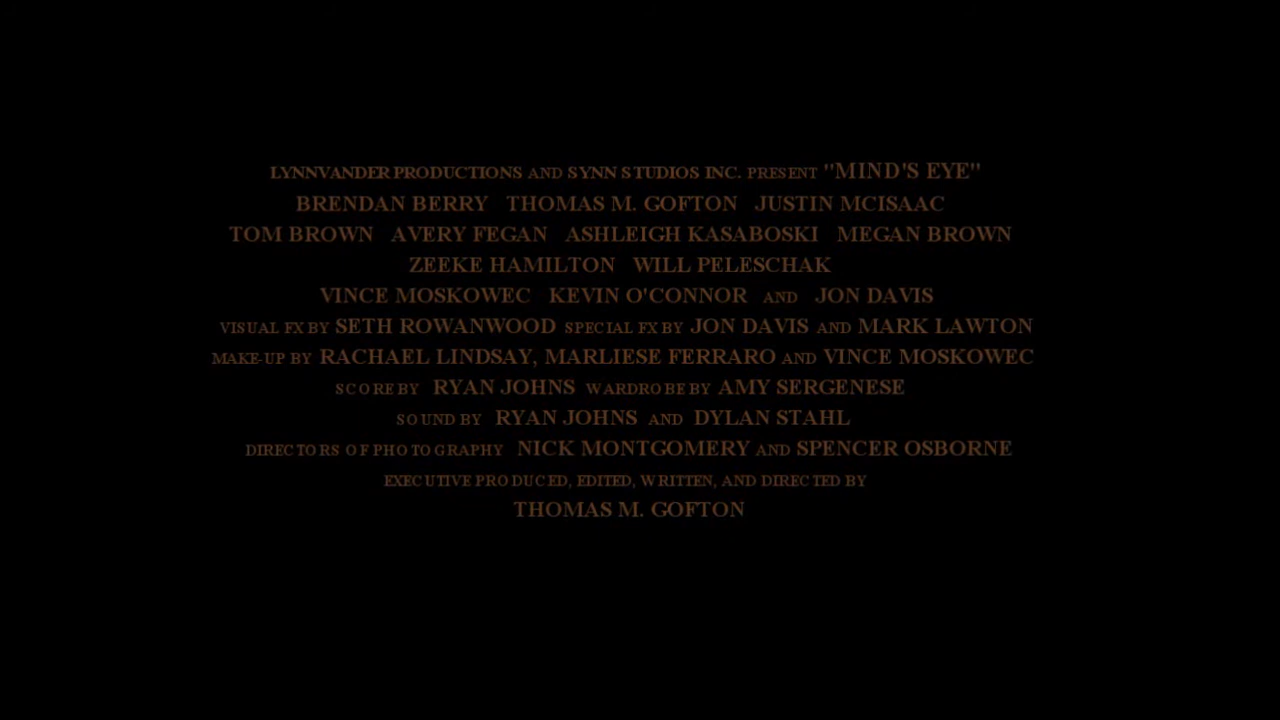 LYNNVANDER PRODUCTIONS AND SYNN STUDIOS INC. PRESENT "MIND'S EYE"
BRENDAN BERRY THOMAS M. GOFTON JUSTIN MCISAAC
TOM BROWN AVERY FEGAN ASHLEIGH KASABOSKI MEGAN BROWN
ZEEKE HAMILTON WILL PELESCHAK
VINCE MOSKOWEC KEVIN O'CONNOR AND JON DAVIS
VISUAL FX BY SETH ROWANWOOD SPECIAL FX BY JON DAVIS AND MARK LAWTON
MAKE-UP BY RACHAEL LINDSAY, MARLIESE FERRARO AND VINCE MOSKOWEC
SCORE BY RYAN JOHNS WARDROBE BY AMY SERGENESE
SOUND BY RYAN JOHNS AND DYLAN STAHL
DIRECTORS OF PHOTOGRAPHY NICK MONTGOMERY AND SPENCER OSBORNE
EXECUTIVE PRODUCED, EDITED, WRITTEN, AND DIRECTED BY
THOMAS M. GOFTON